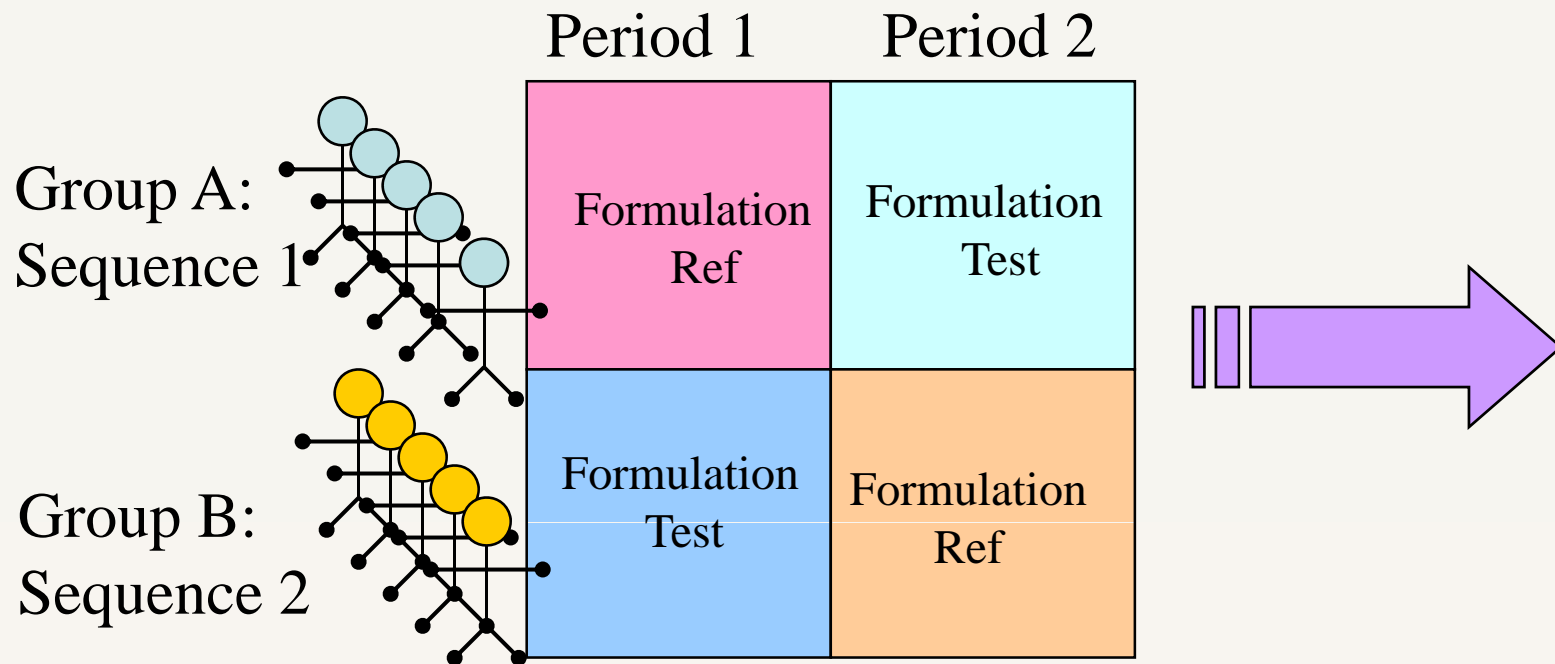 Period 1
Period 2
Group A:
Sequence 1
Formulation
Ref
Formulation
Test
Group B:
Sequence 2
Formulation
Test
Formulation
Ref